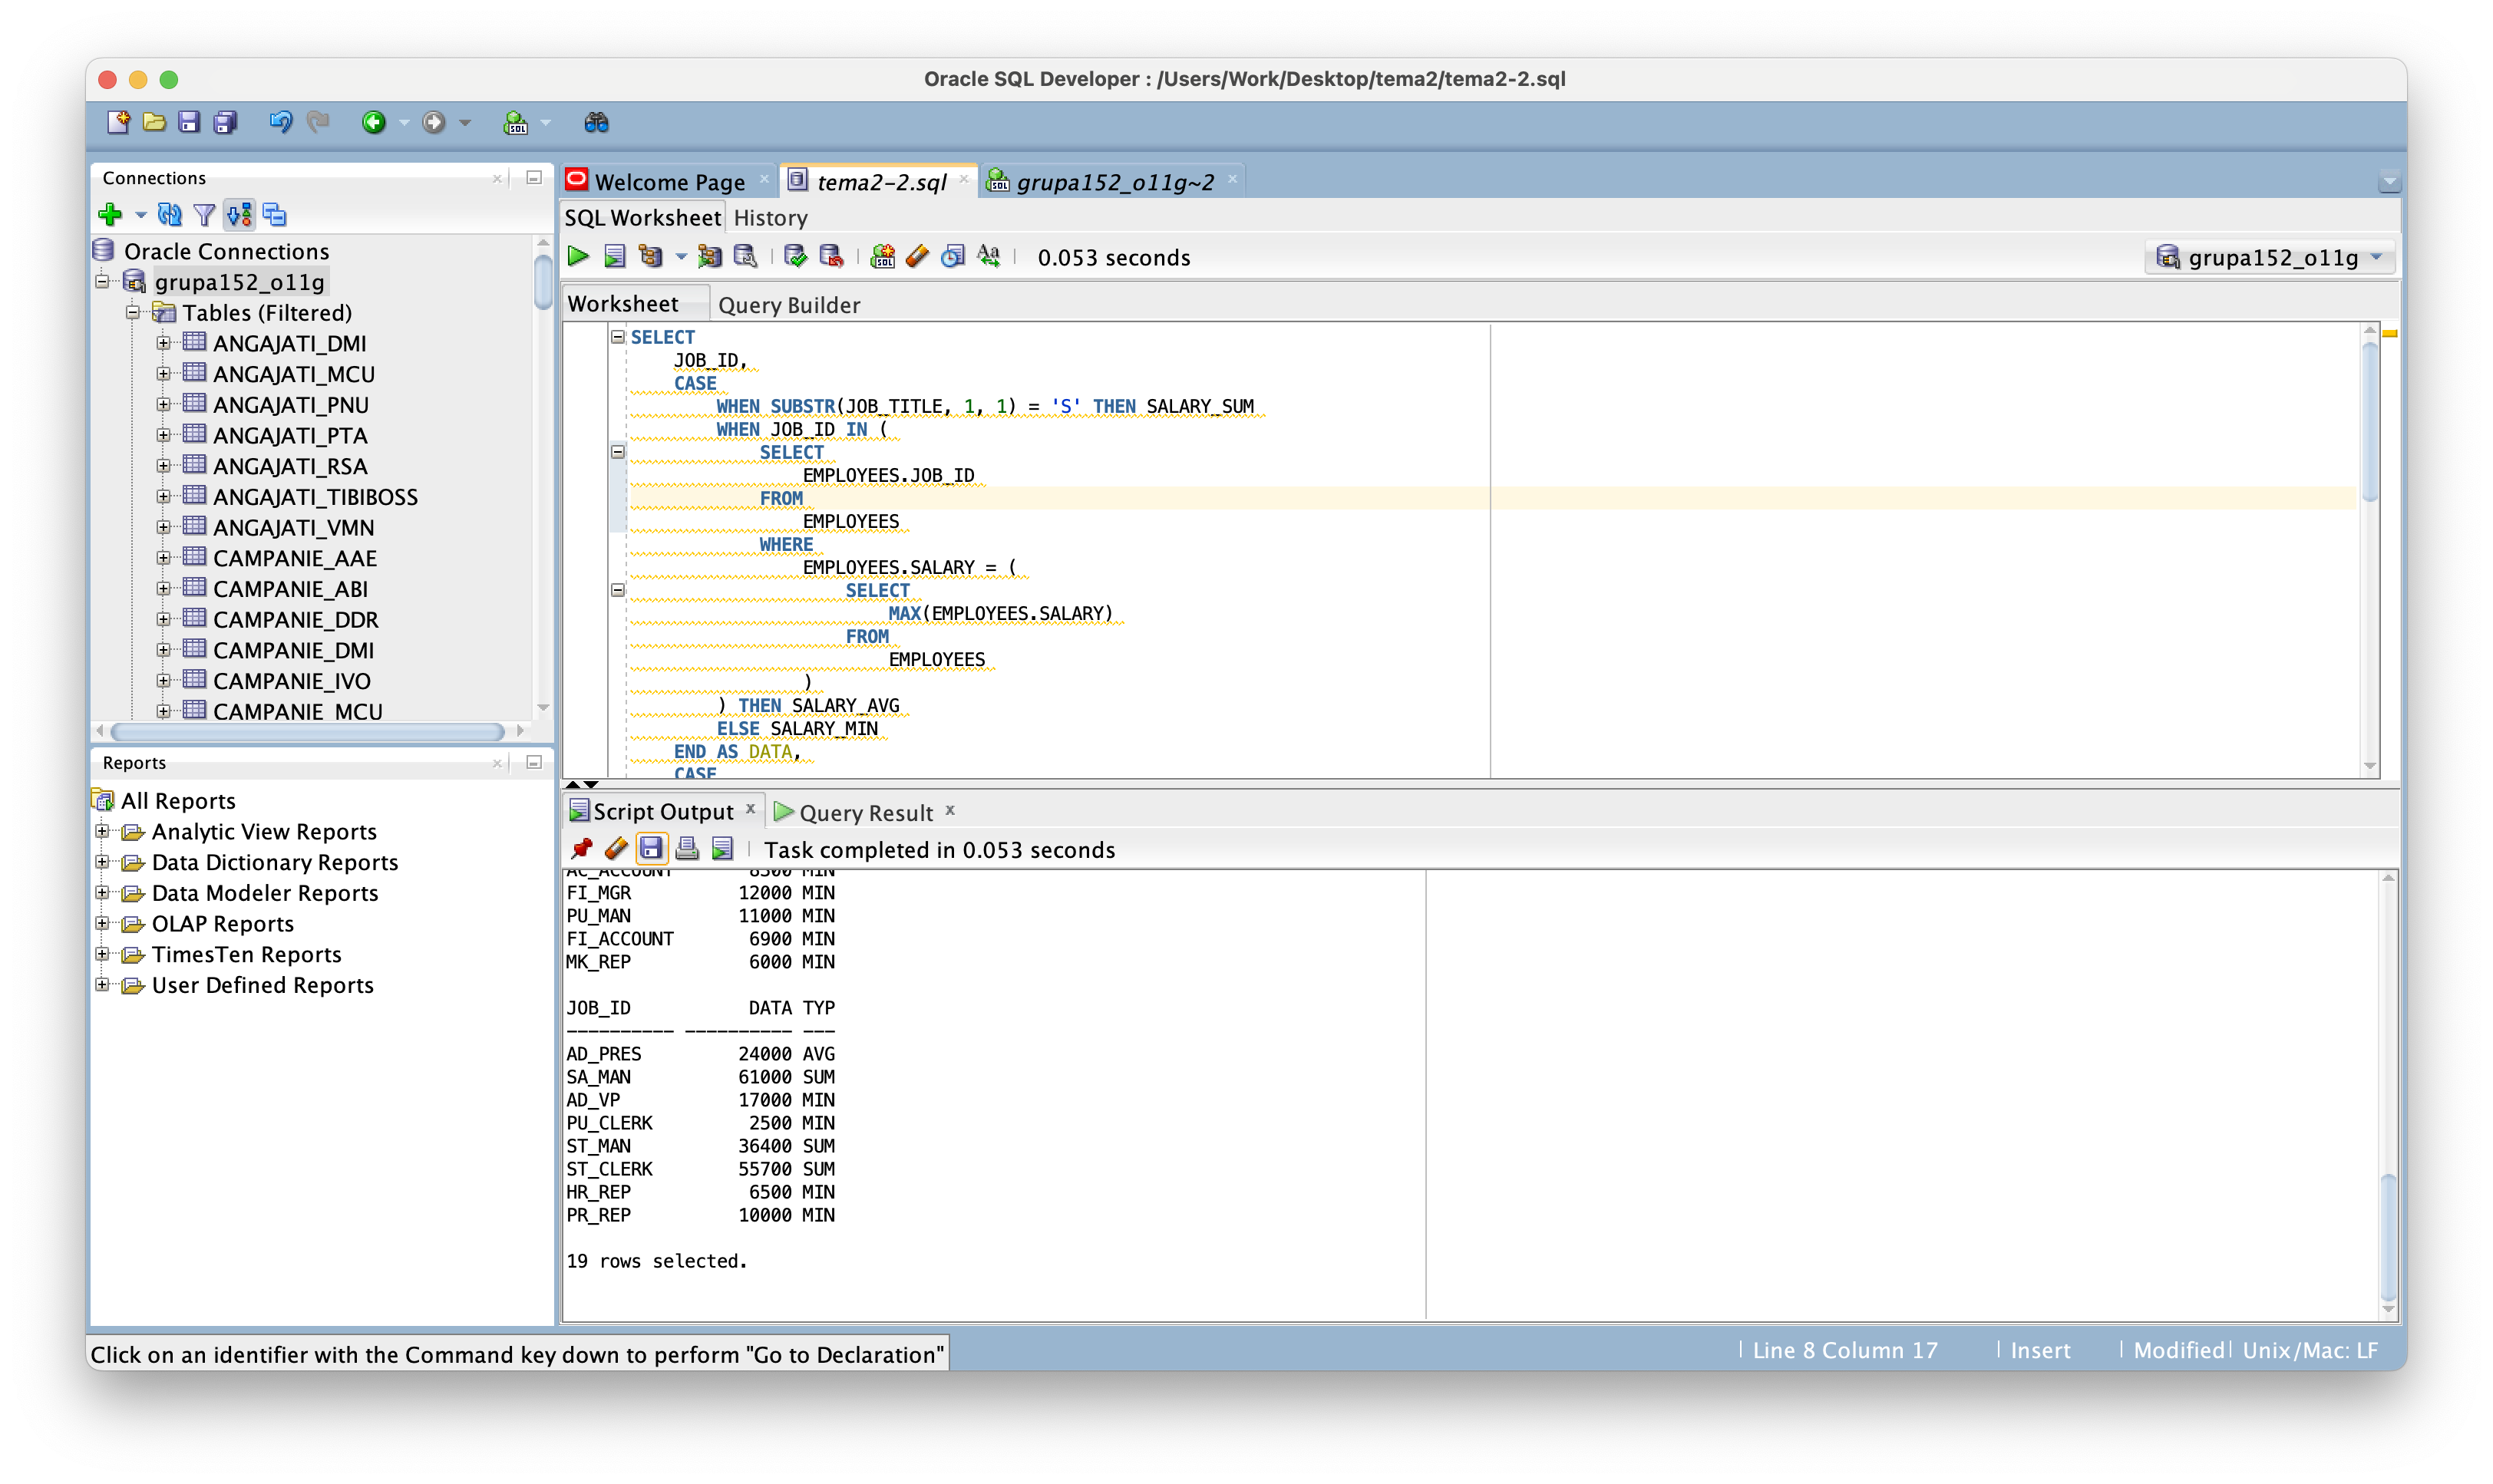 Oracle SQL Developer : /Users/Work/Desktop/tema2/tema2-2.sql
Connections
Oracle Connections
grupa152_o11g
Tables (Filtered)
ANGAJATI_DMI
ANGAJATI_MCU
ANGAJATI_PNU
ANGAJATI_PTA
ANGAJATI_RSA
ANGAJATI_TIBIBOSS
ANGAJATI_VMN
CAMPANIE_AAE
CAMPANIE_ABI
CAMPANIE_DDR
CAMPANIE_DMI
CAMPANIE_IVO
CAMPANIE_MCU
Reports
All Reports
Analytic View Reports
Data Dictionary Reports
Data Modeler Reports
OLAP Reports
TimesTen Reports
User Defined Reports
Welcome Page
tema2-2.sql
grupa152_o11g~2
SQL Worksheet History
0.053 seconds
grupa152_o11g
Worksheet Query Builder
SELECT
JOB_ID,
CASE
WHEN SUBSTR(JOB_TITLE, 1, 1) = 'S' THEN SALARY_SUM
WHEN JOB_ID IN (
SELECT
EMPLOYEES.JOB_ID
FROM
EMPLOYEES
WHERE
EMPLOYEES.SALARY = (
SELECT
MAX(EMPLOYEES.SALARY)
FROM
EMPLOYEES
)
) THEN SALARY_AVG
ELSE SALARY_MIN
END AS DATA,
CASE
Script Output
Query Result
Task completed in 0.053 seconds
AC_ACCOUNT 8300 MIN
FI_MGR 12000 MIN
PU_MAN 11000 MIN
FI_ACCOUNT 6900 MIN
MK_REP 6000 MIN
JOB_ID DATA TYP
---------- ---------- ---
AD_PRES 24000 AVG
SA_MAN 61000 SUM
AD_VP 17000 MIN
PU_CLERK 2500 MIN
ST_MAN 36400 SUM
ST_CLERK 55700 SUM
HR_REP 6500 MIN
PR_REP 10000 MIN
19 rows selected.
Click on an identifier with the Command key down to perform "Go to Declaration"
Line 8 Column 17
Insert
Modified
Unix/Mac: LF